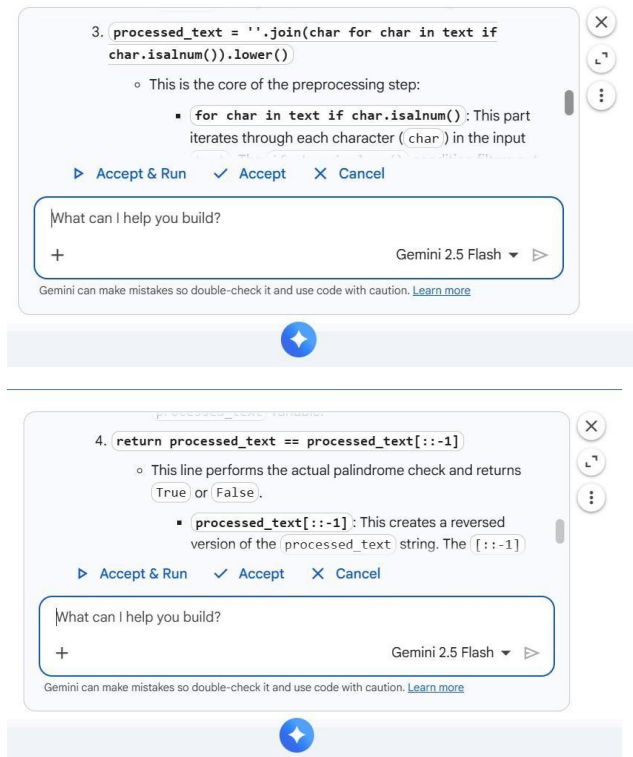 3. processed_text = ''.join(char for char in text if
char.isalnum()).lower()
This is the core of the preprocessing step:
for char in text if char.isalnum() : This part
iterates through each character ( char ) in the input
Accept & Run Accept Cancel
What can I help you build?
+ Gemini 2.5 Flash
Gemini can make mistakes so double-check it and use code with caution. Learn more
4. return processed_text == processed_text[::-1]
This line performs the actual palindrome check and returns
True or False .
processed_text[::-1] : This creates a reversed
version of the processed_text string. The [::-1]
Accept & Run Accept Cancel
What can I help you build?
+ Gemini 2.5 Flash
Gemini can make mistakes so double-check it and use code with caution. Learn more